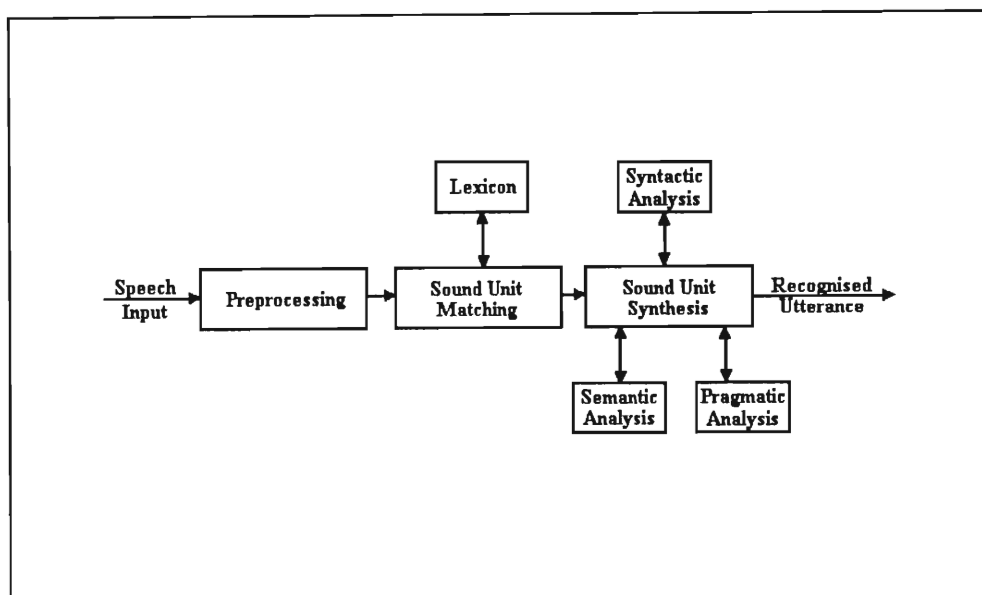 Lexicon
Syntactic
Analysis
Speech
Input
Preprocessing
Sound Unit
Matching
Sound Unit
Synthesis
Recognised
Utterance
Semantic
Analysis
Pragmatic
Analysis